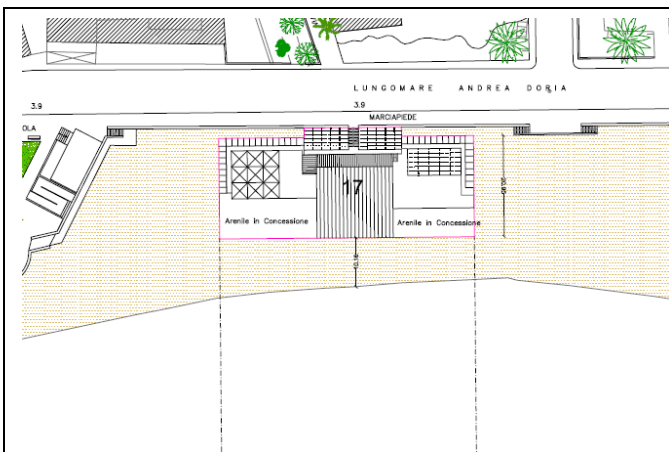 LUNGOMARE ANDREA DORIA
3.9 3.9
MARCIAPIEDE
OLA
17
Arenile in Concessione Arenile in Concessione